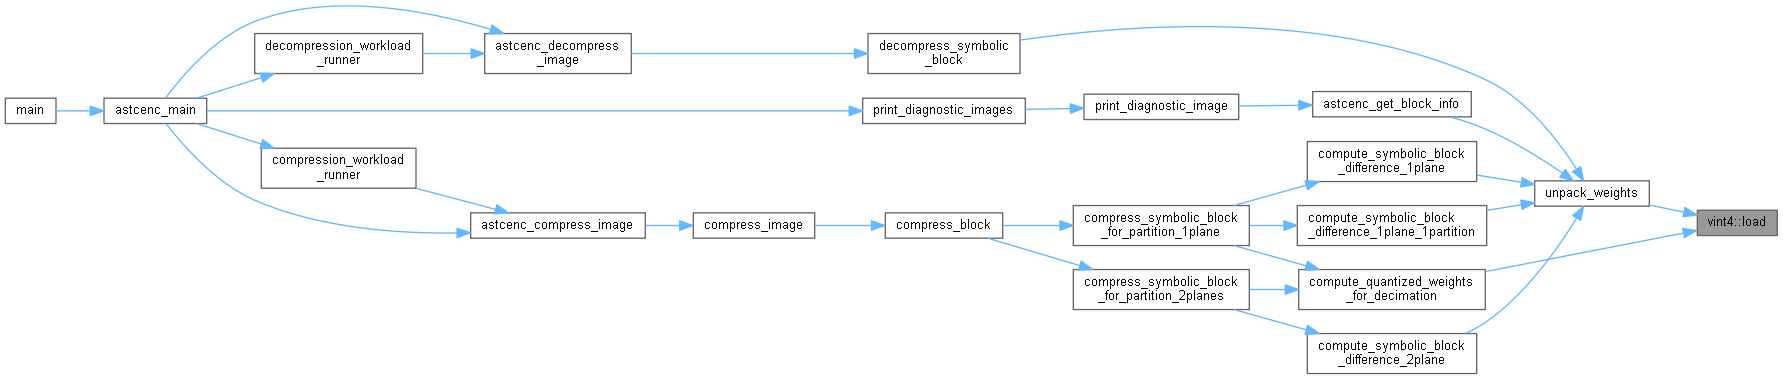 main
astcenc_main
decompression_workload
_runner
compression_workload
_runner
astcenc_decompress
_image
astcenc_compress_image
compress_image
decompress_symbolic
_block
print_diagnostic_images
compress_block
print_diagnostic_image
compress_symbolic_block
_for_partition_1plane
compress_symbolic_block
_for_partition_2planes
astcenc_get_block_info
compute_symbolic_block
_difference_1plane
compute_symbolic_block
_difference_1plane_1partition
compute_quantized_weights
_for_decimation
compute_symbolic_block
_difference_2plane
unpack_weights
vint4::load